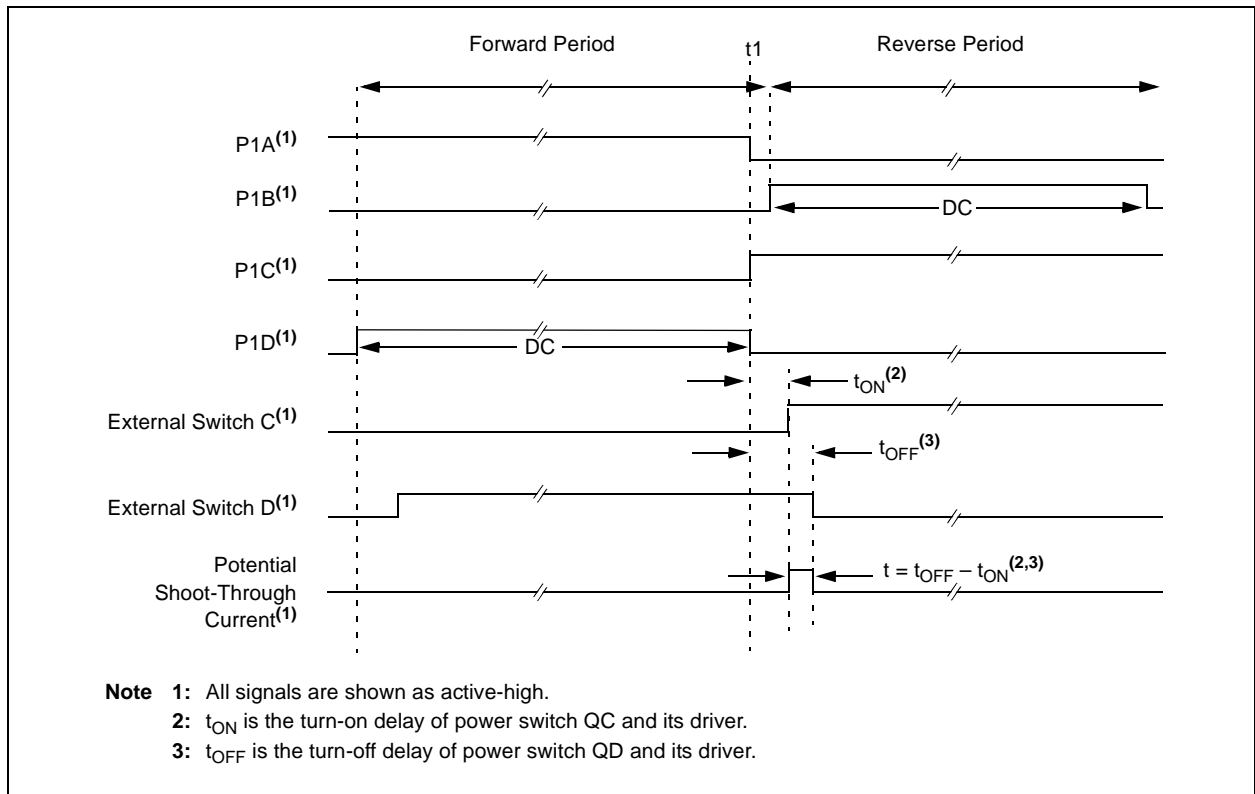 Forward Period
t1
Reverse Period
P1A(1)
P1B(1)
DC
P1C(1)
P1D(1)
DC
tON(2)
External Switch C(1)
tOFF(3)
External Switch D(1)
Potential
Shoot-Through
Current(1)
t = tOFF – tON(2,3)
Note 1: All signals are shown as active-high.
2: tON is the turn-on delay of power switch QC and its driver.
3: tOFF is the turn-off delay of power switch QD and its driver.